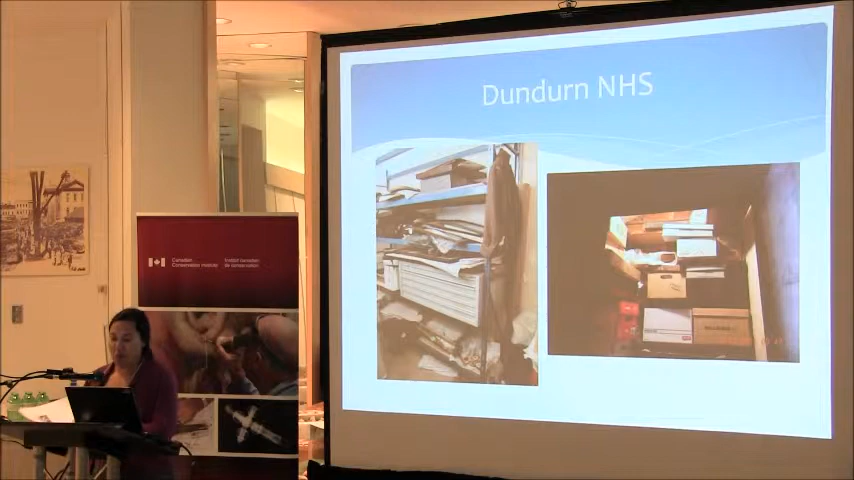 Dundurn NHS
Canadian
Conservation Institute
Institut canadien
de conservation